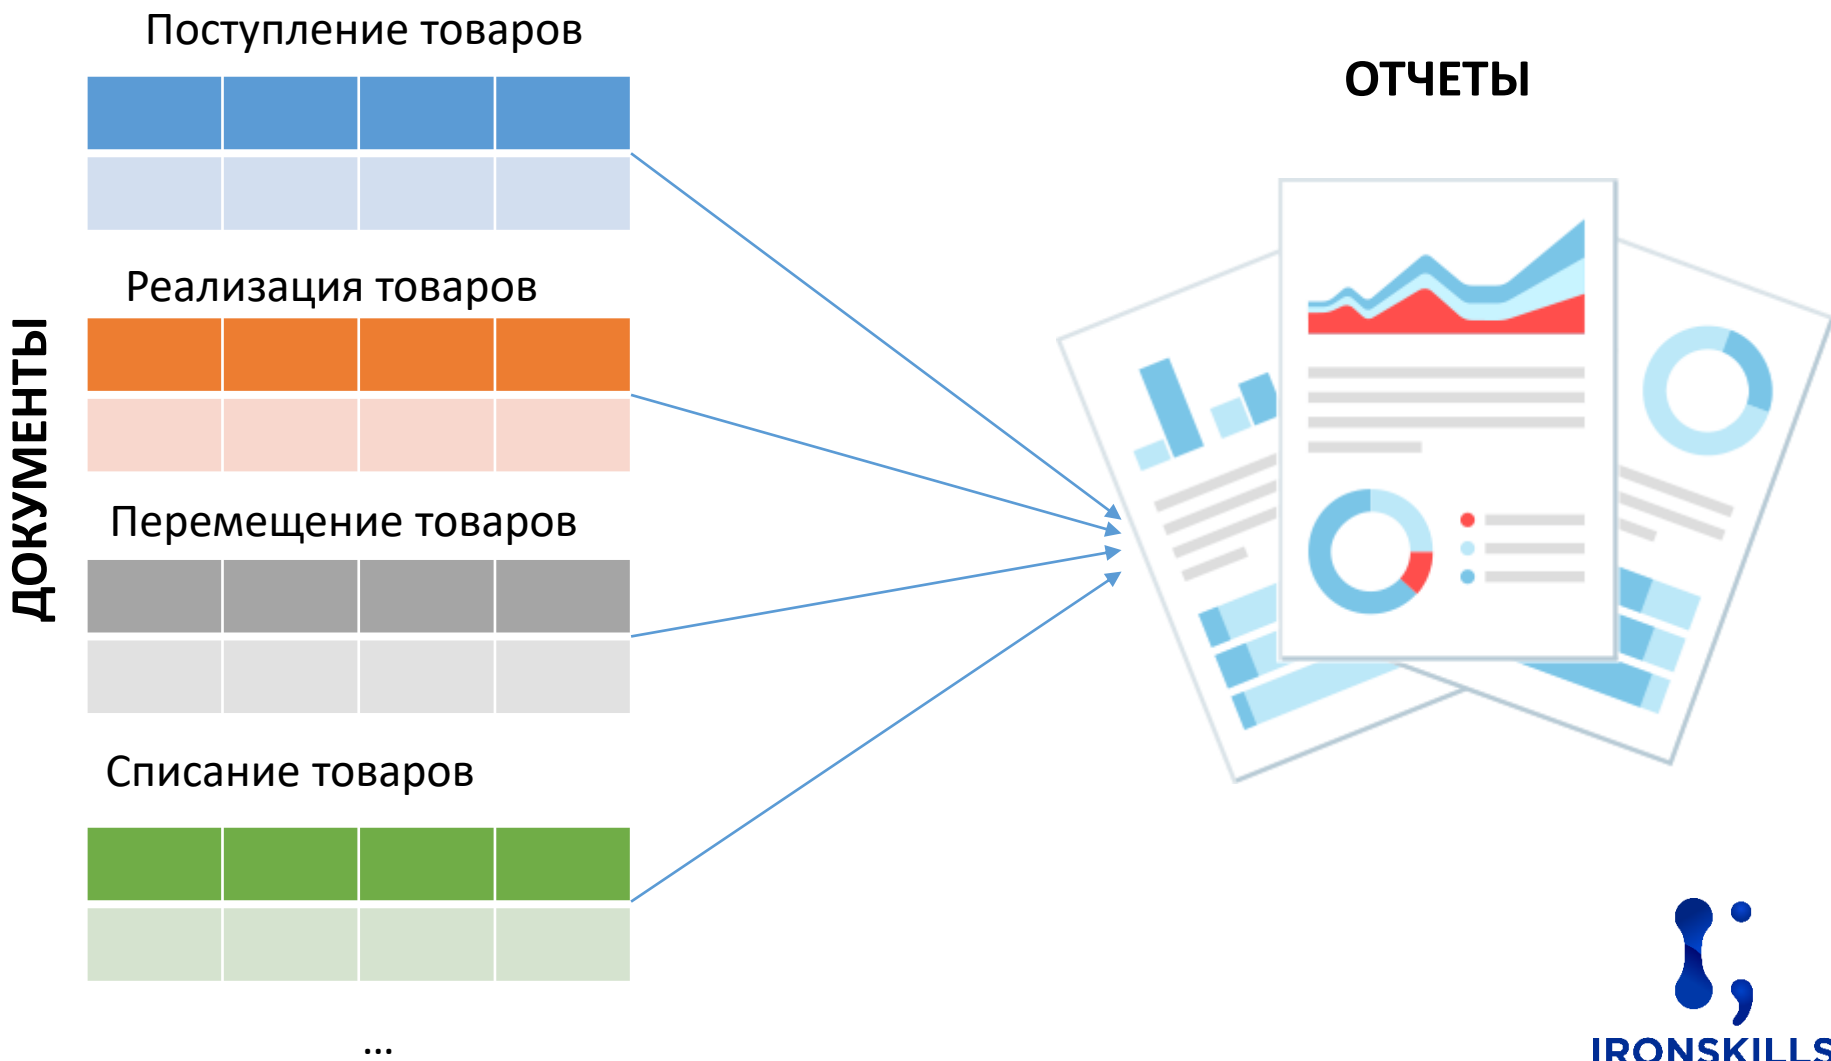 Поступление товаров
ОТЧЕТЫ
ДОКУМЕНТЫ
Реализация товаров
Перемещение товаров
Списание товаров
...
IRONSKILLS